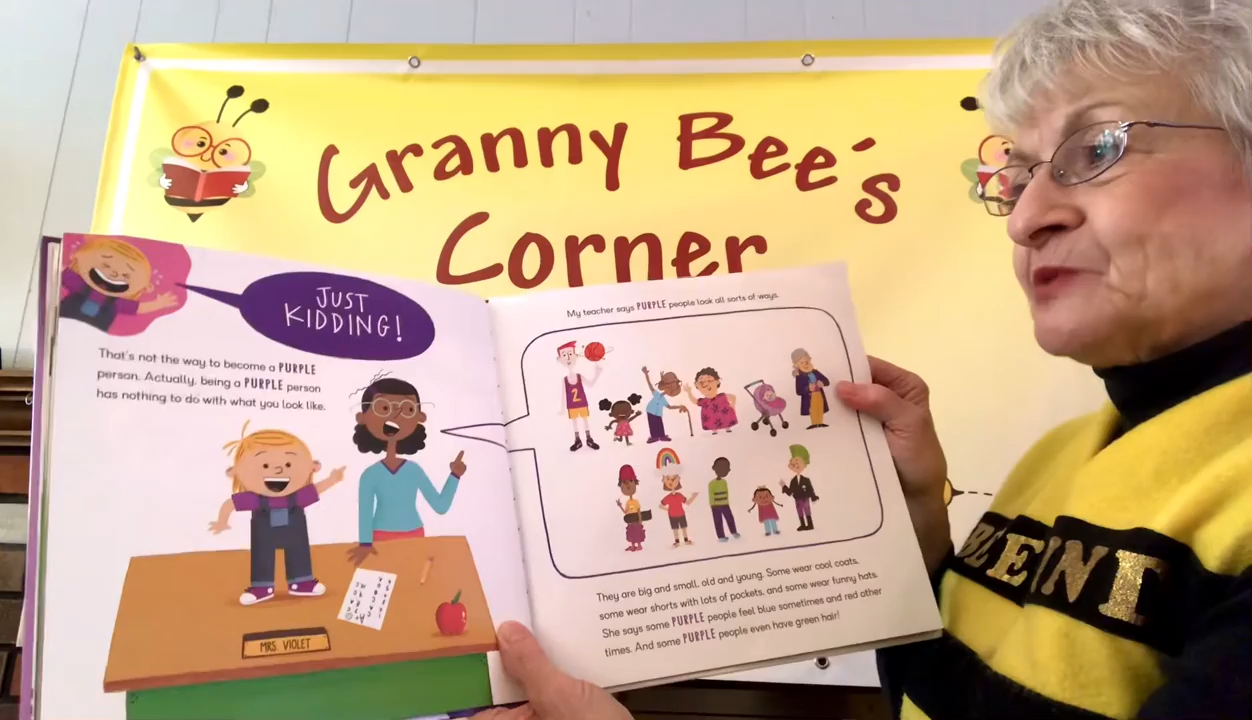 Granny Bee's
Corner
JUST
KIDDING!
That's not the way to become a PURPLE
person. Actually, being a PURPLE person
has nothing to do with what you look like.
MRS. VIOLET
My teacher says PURPLE people look all sorts of ways.
2
They are big and small, old and young. Some wear cool coats,
some wear shorts with lots of pockets, and some wear funny hats.
She says some PURPLE people feel blue sometimes and red other
times. And some PURPLE people even have green hair!